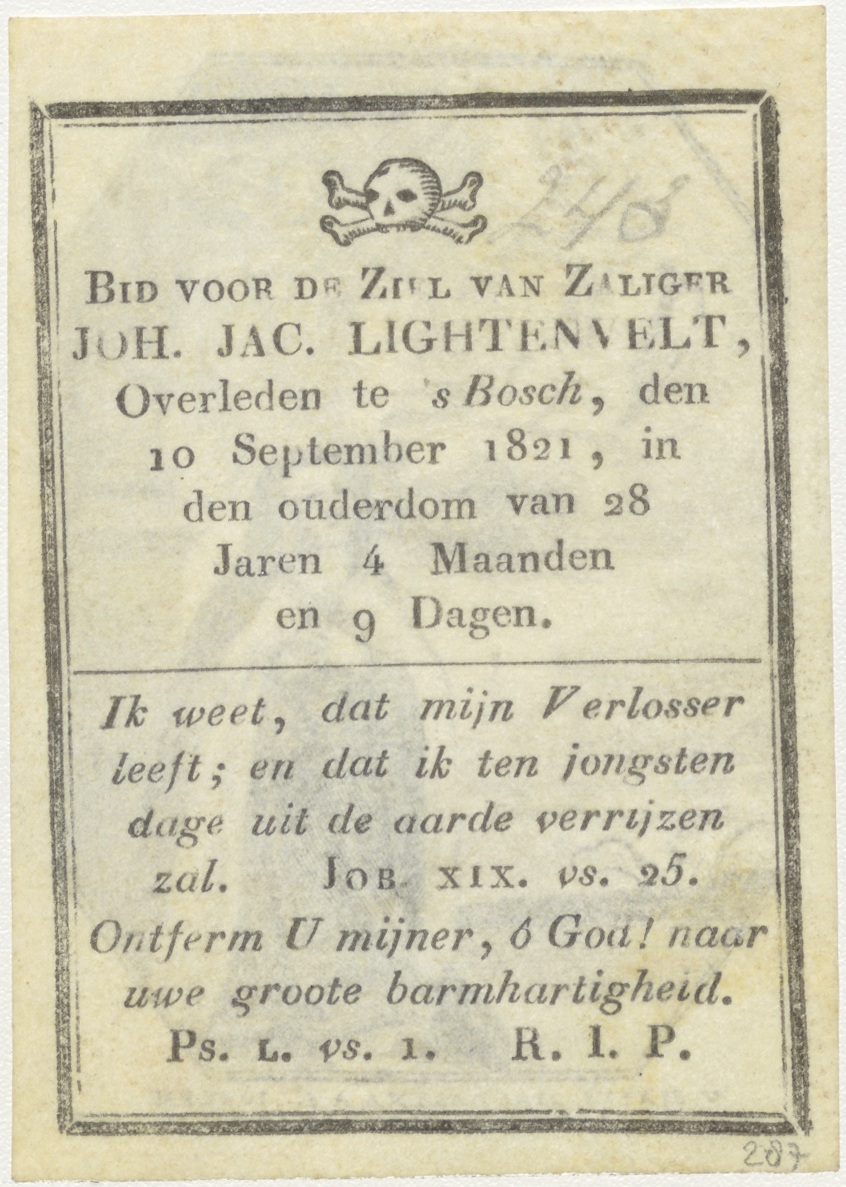 248
BID VOOR DE ZIEL VAN ZALIGER
JOH. JAC. LIGHTENVELT,
Overleden te 's Bosch, den
10 September 1821, in
den ouderdom van 28
Jaren 4 Maanden
en 9 Dagen.
Ik weet, dat mijn Verlosser
leeft; en dat ik ten jongsten
dage uit de aarde verrijzen
zal. JOB. XIX. vs. 25.
Ontferm U mijner, ó God! naar
uwe groote barmhartigheid.
Ps. L. vs. 1. R. I. P.
287